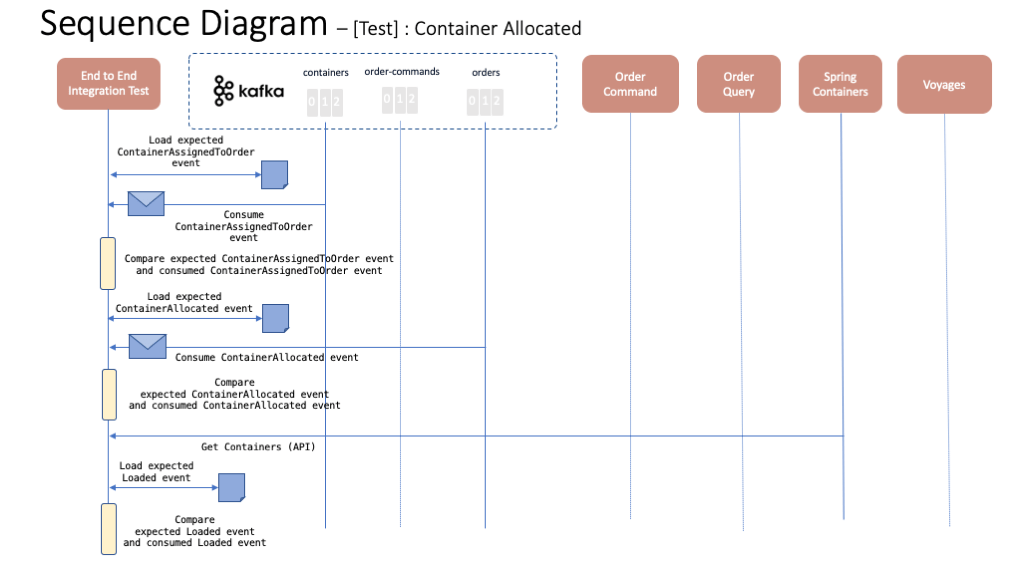 Sequence Diagram – [Test] : Container Allocated
End to End
Integration Test
kafka
containers
order-commands
orders
0 1 2
0 1 2
0 1 2
Order
Command
Order
Query
Spring
Containers
Voyages
Load expected
ContainerAssignedToOrder
event
Consume
ContainerAssignedToOrder
event
Compare expected ContainerAssignedToOrder event
and consumed ContainerAssignedToOrder event
Load expected
ContainerAllocated event
Consume ContainerAllocated event
Compare
expected ContainerAllocated event
and consumed ContainerAllocated event
Get Containers (API)
Load expected
Loaded event
Compare
expected Loaded event
and consumed Loaded event